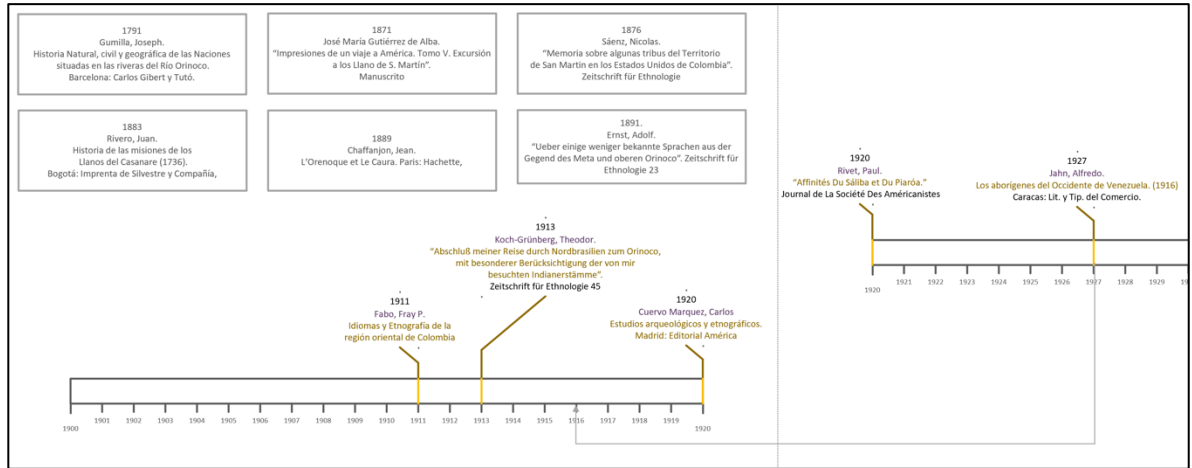 1791
Gumilla, Joseph.
Historia Natural, civil y geográfica de las Naciones
situadas en las riveras del Río Orinoco.
Barcelona: Carlos Gibert y Tutó.
1871
José María Gutiérrez de Alba.
“Impresiones de un viaje a América. Tomo V. Excursión
a los Llano de S. Martín”.
Manuscrito
1876
Sáenz, Nicolas.
“Memoria sobre algunas tribus del Territorio
de San Martin en los Estados Unidos de Colombia”.
Zeitschrift für Ethnologie
1883
Rivero, Juan.
Historia de las misiones de los
Llanos del Casanare (1736).
Bogotá: Imprenta de Silvestre y Compañía,
1889
Chaffanjon, Jean.
L’Orenoque et Le Caura. Paris: Hachette,
1891.
Ernst, Adolf.
“Ueber einige weniger bekannte Sprachen aus der
Gegend des Meta und oberen Orinoco”. Zeitschrift für
Ethnologie 23
1911
Fabo, Fray P.
Idiomas y Etnografía de la
región oriental de Colombia
1913
Koch-Grünberg, Theodor.
“Abschluß meiner Reise durch Nordbrasilien zum Orinoco,
mit besonderer Berücksichtigung der von mir
besuchten Indianerstämme”.
Zeitschrift für Ethnologie 45
1920
Cuervo Marquez, Carlos
Estudios arqueológicos y etnográficos.
Madrid: Editorial América
1900 1901 1902 1903 1904 1905 1906 1907 1908 1909 1910 1911 1912 1913 1914 1915 1916 1917 1918 1919 1920
1920
Rivet, Paul.
“Affinités Du Sáliba et Du Piaróa.”
Journal de La Société Des Américanistes
1927
Jahn, Alfredo.
Los aborígenes del Occidente de Venezuela. (1916)
Caracas: Lit. y Tip. del Comercio.
1920 1921 1922 1923 1924 1925 1926 1927 1928 1929